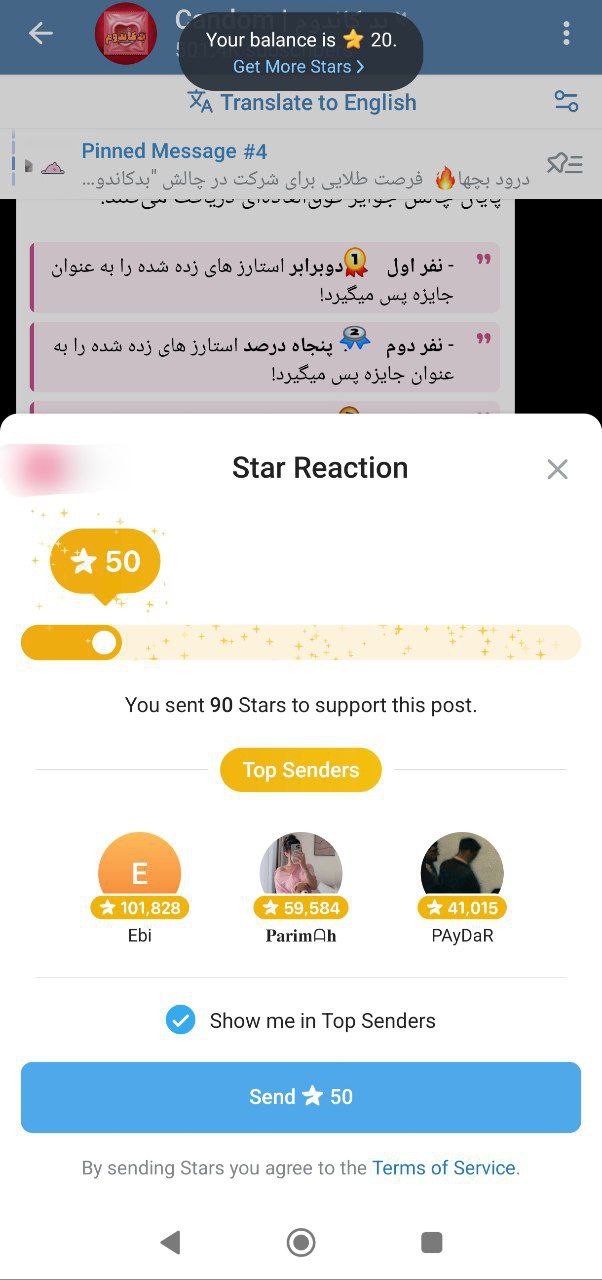 Your balance is ⭐ 20.
Get More Stars >
Translate to English
Pinned Message #4
درود بچها🔥 فرصت طلایی برای شرکت در چالش "بدکاندو...
- نفر اول 🥇دوبرابر استارز های زده شده را به عنوان
جایزه پس میگیرد!
- نفر دوم 🥈. پنجاه درصد استارز های زده شده را به
عنوان جایزه پس میگیرد!
Star Reaction
50
You sent 90 Stars to support this post.
Top Senders
E
101,828
59,584
41,015
Ebi
𝐏𝐚𝐫𝐢𝐦ᗩ𝐡
PAyDaR
Show me in Top Senders
Send ⭐ 50
By sending Stars you agree to the Terms of Service.